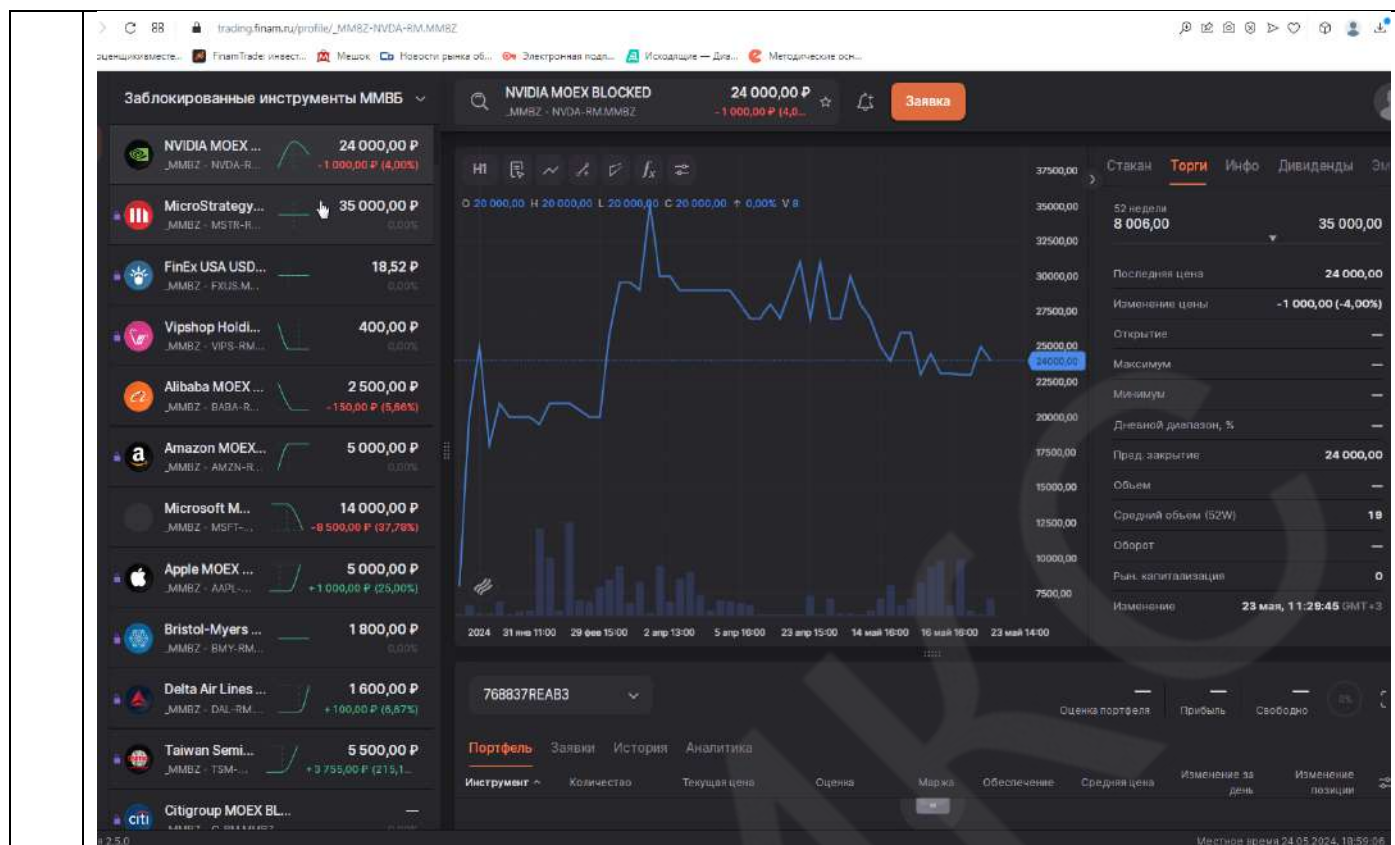 trading.finam.ru/profile/_MMBZ-NVDA-RM.MMBZ
FinamTrade: инвест... Мешок Новости рынка об... Электронная подп... Исходящие — Диа... Методические осн...
Заблокированные инструменты ММВБ
NVIDIA MOEX BLOCKED
_MMBZ - NVDA-RM.MMBZ
24 000,00 ₽
-1 000,00 ₽ (4,0...
Заявка
NVIDIA MOEX ... 24 000,00 ₽
_MMBZ - NVDA-R... -1 000,00 ₽ (4,00%)
MicroStrategy... 35 000,00 ₽
_MMBZ - MSTR-R... 0,00%
FinEx USA USD... 18,52 ₽
_MMBZ - FXUS.M... 0,00%
Vipshop Holdi... 400,00 ₽
_MMBZ - VIPS-RM... 0,00%
Alibaba MOEX ... 2 500,00 ₽
_MMBZ - BABA-R... -150,00 ₽ (5,66%)
Amazon MOEX... 5 000,00 ₽
_MMBZ - AMZN-R... 0,00%
Microsoft M... 14 000,00 ₽
_MMBZ - MSFT-... -8 500,00 ₽ (37,78%)
Apple MOEX ... 5 000,00 ₽
_MMBZ - AAPL-... +1 000,00 ₽ (25,00%)
Bristol-Myers ... 1 800,00 ₽
_MMBZ - BMY-RM... 0,00%
Delta Air Lines ... 1 600,00 ₽
_MMBZ - DAL-RM... +100,00 ₽ (6,67%)
Taiwan Semi... 5 500,00 ₽
_MMBZ - TSM-... +3 755,00 ₽ (215,1...
citi
Citigroup MOEX BL... —
H1
O 20 000,00 H 20 000,00 L 20 000,00 C 20 000,00 ↑ 0,00% V 8
37500,00
35000,00
32500,00
30000,00
27500,00
25000,00
24000,00
22500,00
20000,00
17500,00
15000,00
12500,00
10000,00
7500,00
2024 31 янв 11:00 29 фев 15:00 2 апр 13:00 5 апр 16:00 23 апр 15:00 14 май 16:00 16 май 16:00 23 май 14:00
Стакан Торги Инфо Дивиденды Эм
52 недели
8 006,00 35 000,00
Последняя цена 24 000,00
Изменение цены -1 000,00 (-4,00%)
Открытие —
Максимум —
Минимум —
Дневной диапазон, % —
Пред. закрытие 24 000,00
Объем —
Средний объем (52W) 19
Оборот —
Рын. капитализация 0
Изменение 23 мая, 11:29:45 GMT+3
768837REAB3
— — —
Оценка портфеля Прибыль Свободно 0%
Портфель Заявки История Аналитика
Инструмент Количество Текущая цена Оценка Маржа Обеспечение Средняя цена Изменение за день Изменение позиции
2.5.0
Местное время 24.05.2024, 18:59:06